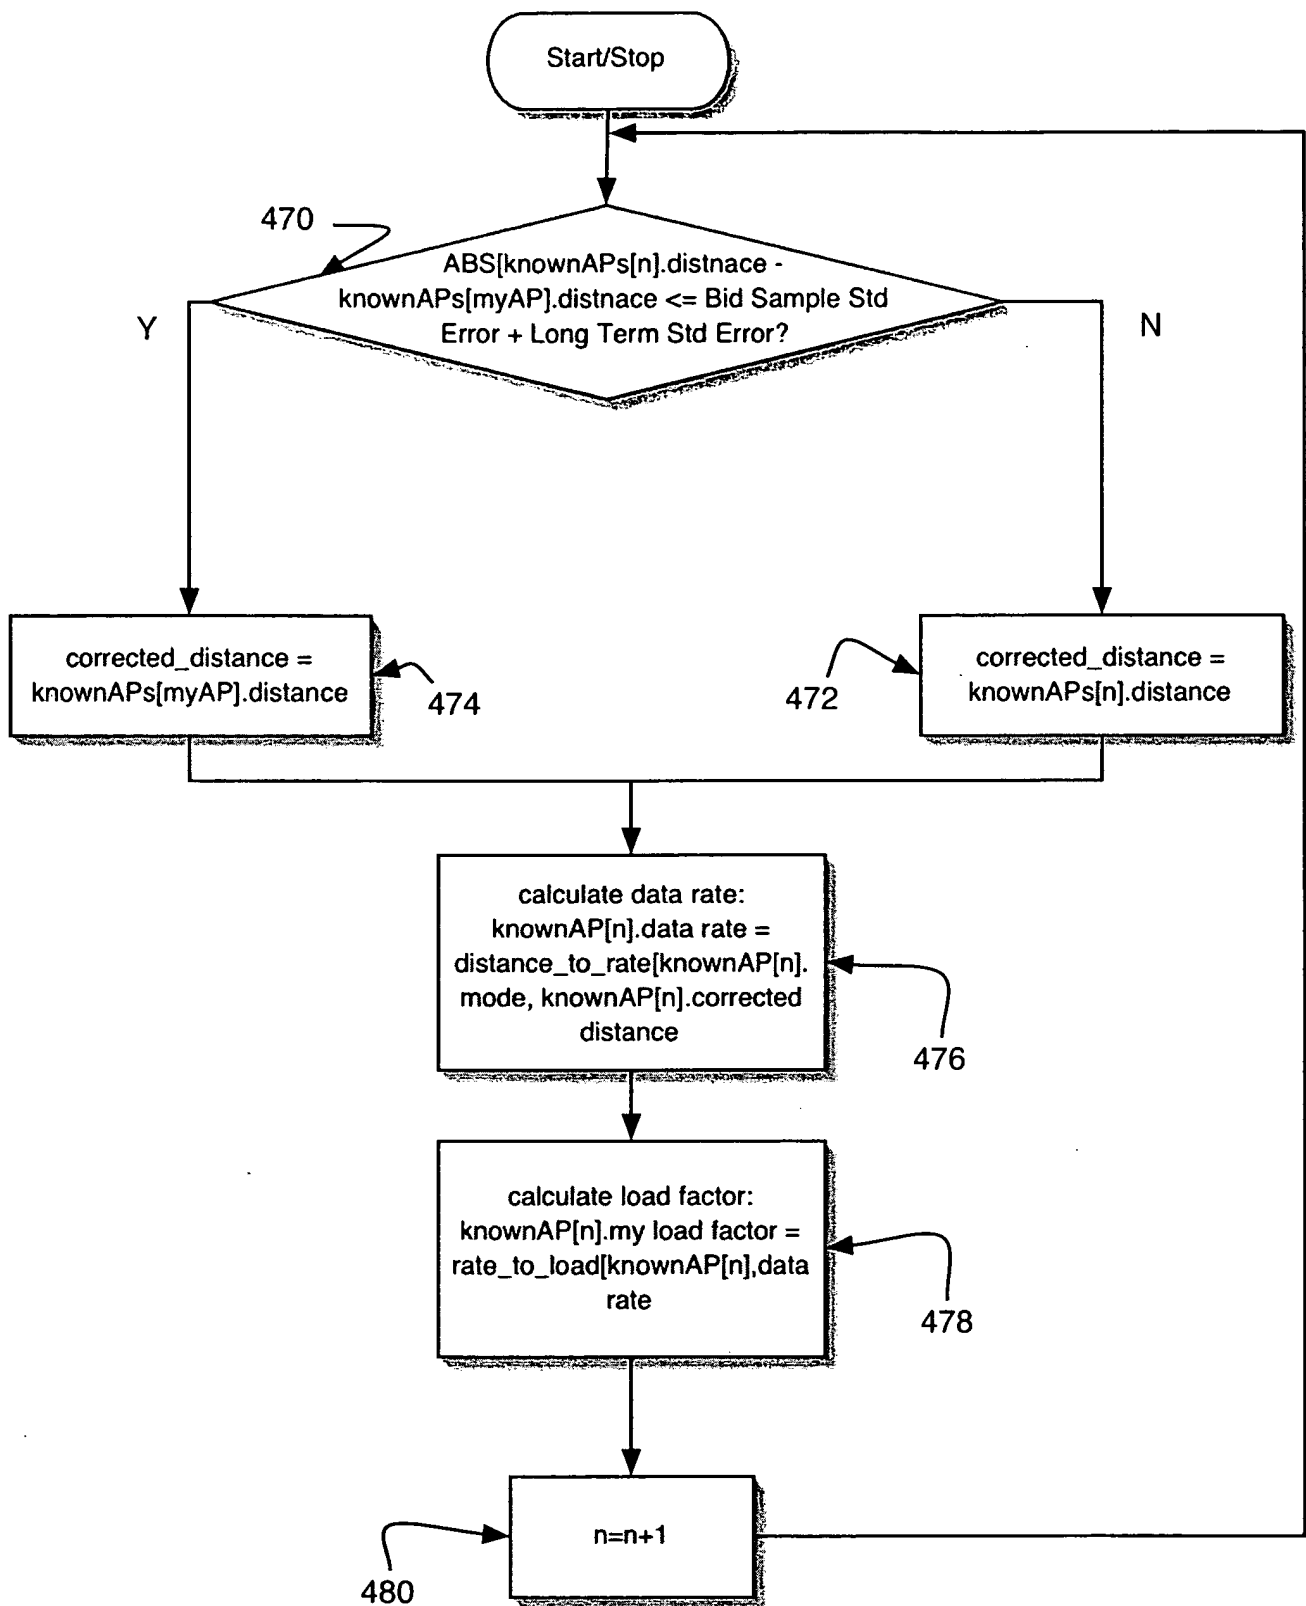 Start/Stop
470
ABS[knownAPs[n].distnace -
knownAPs[myAP].distnace <= Bid Sample Std
Error + Long Term Std Error?
Y
N
corrected_distance =
knownAPs[myAP].distance
474
472
corrected_distance =
knownAPs[n].distance
calculate data rate:
knownAP[n].data rate =
distance_to_rate[knownAP[n].
mode, knownAP[n].corrected
distance
476
calculate load factor:
knownAP[n].my load factor =
rate_to_load[knownAP[n],data
rate
478
n=n+1
480